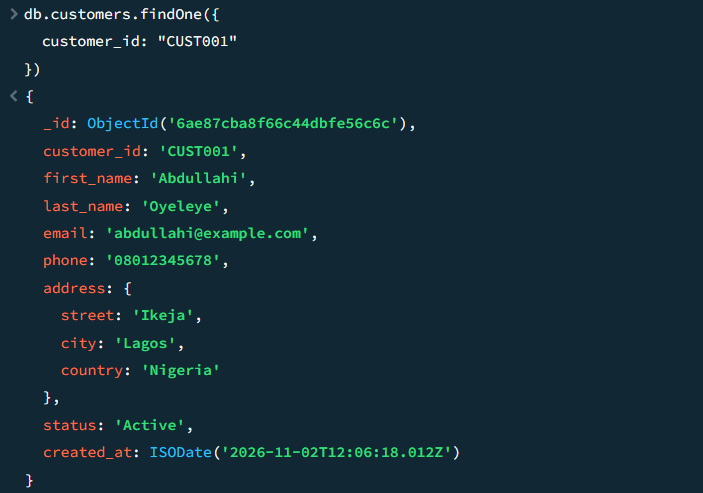 > db.customers.findOne({
customer_id: "CUST001"
})
< {
_id: ObjectId('6ae87cba8f66c44dbfe56c6c'),
customer_id: 'CUST001',
first_name: 'Abdullahi',
last_name: 'Oyeleye',
email: 'abdullahi@example.com',
phone: '08012345678',
address: {
street: 'Ikeja',
city: 'Lagos',
country: 'Nigeria'
},
status: 'Active',
created_at: ISODate('2026-11-02T12:06:18.012Z')
}